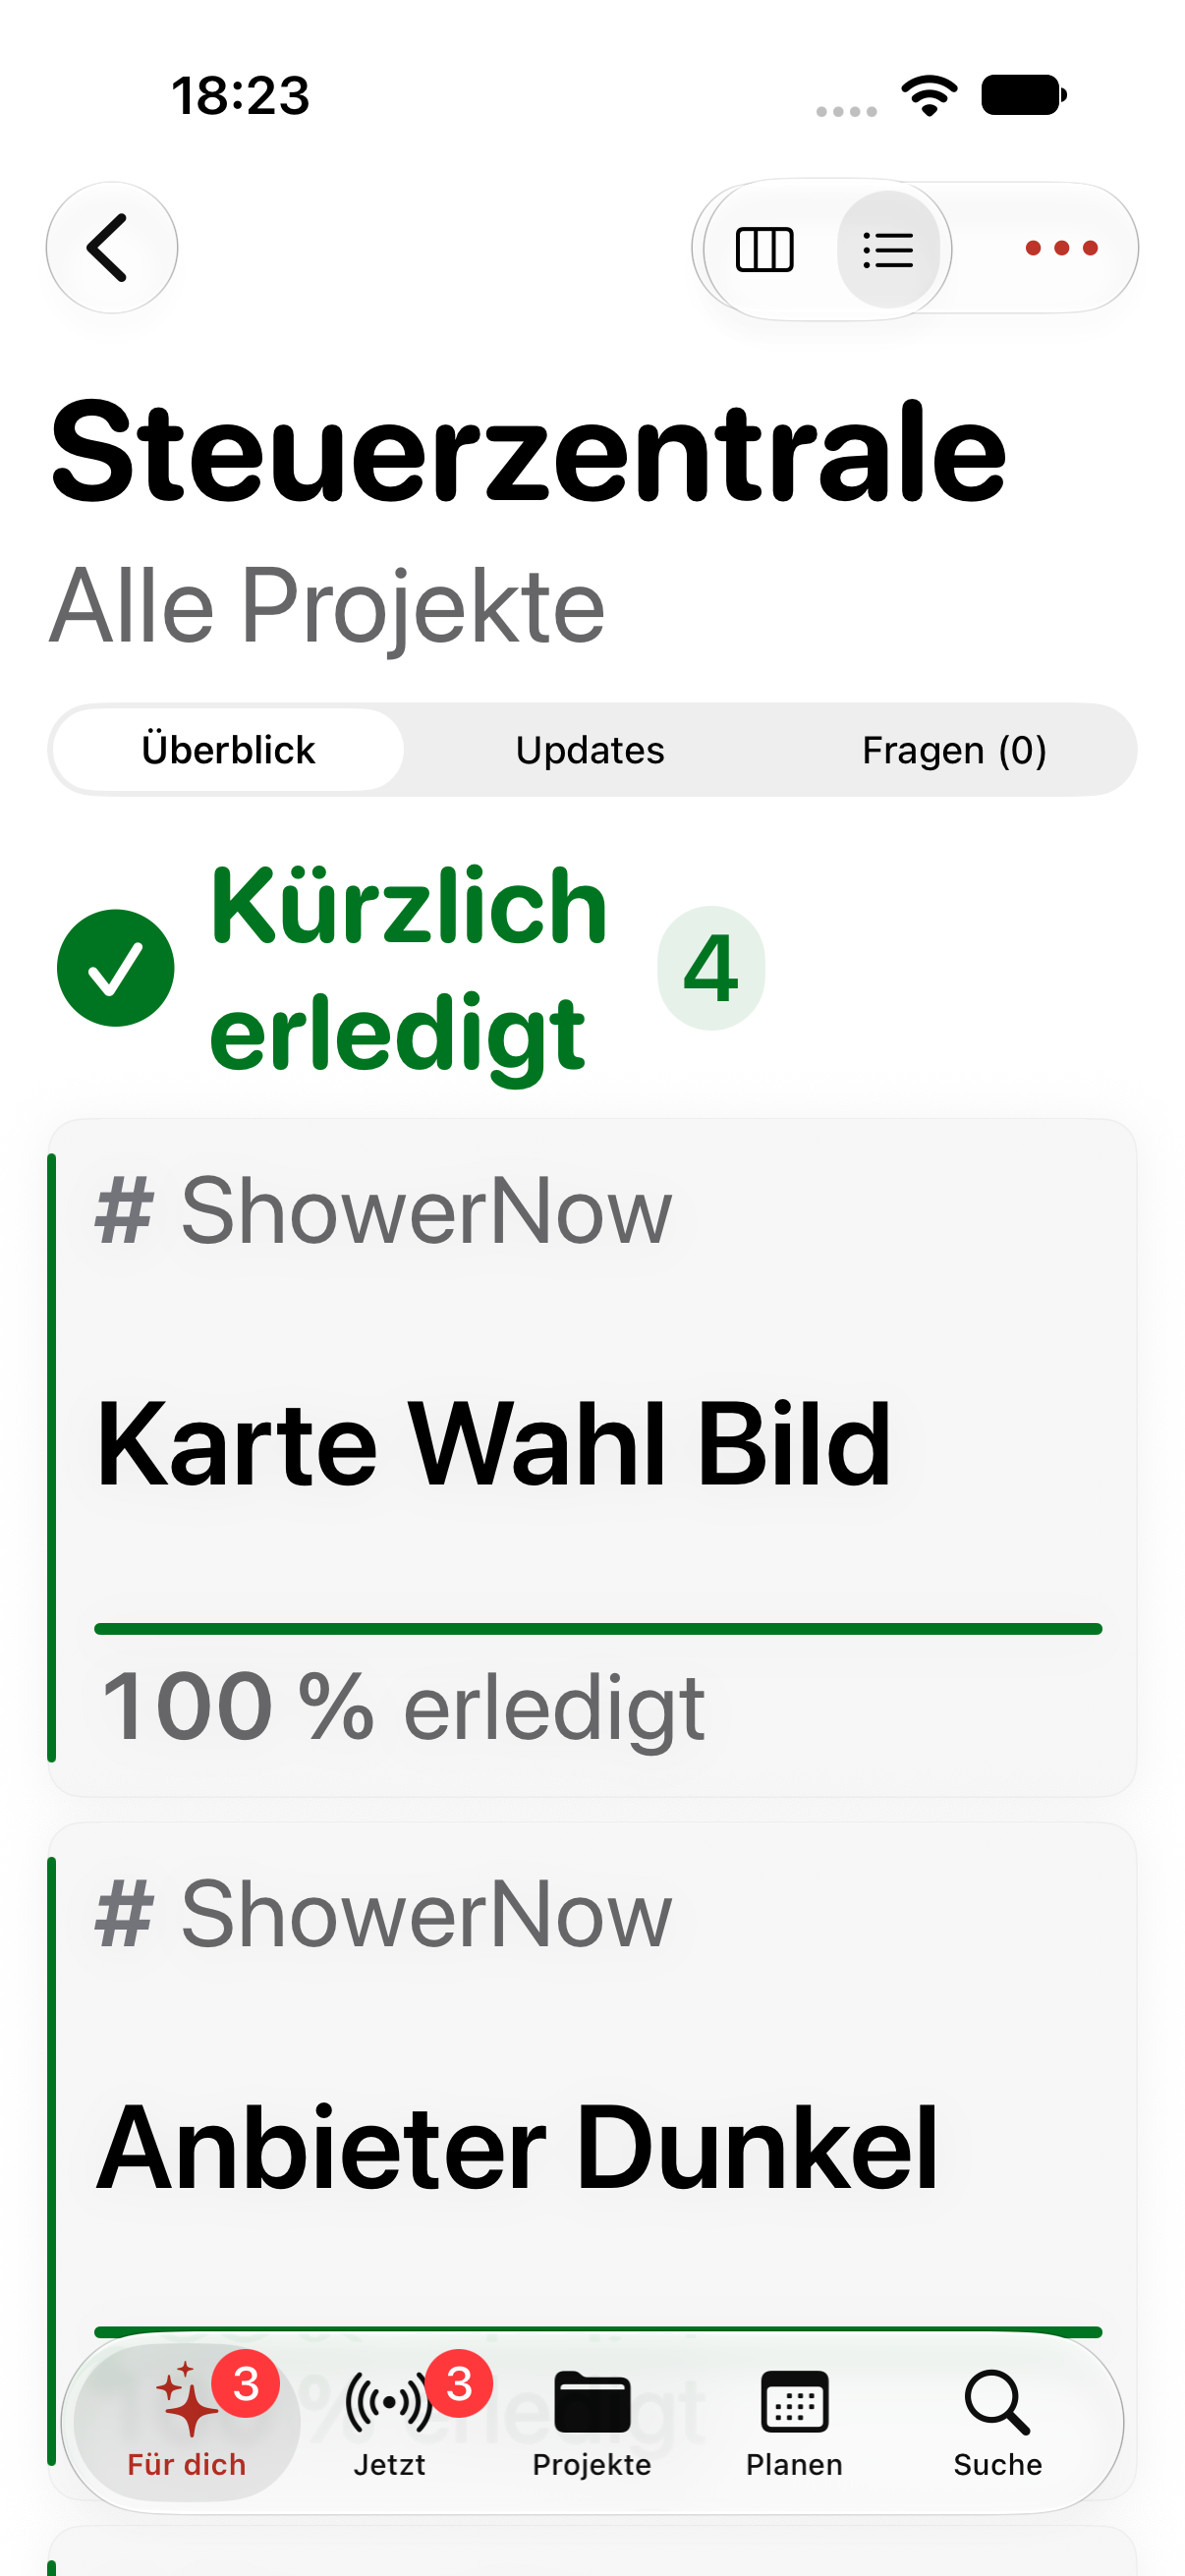 18:23
Steuerzentrale
Alle Projekte
Überblick
Updates
Fragen (0)
Kürzlich
erledigt
4
# ShowerNow
Karte Wahl Bild
100 % erledigt
# ShowerNow
Anbieter Dunkel
3
3
Für dich
Jetzt
Projekte
Planen
Suche